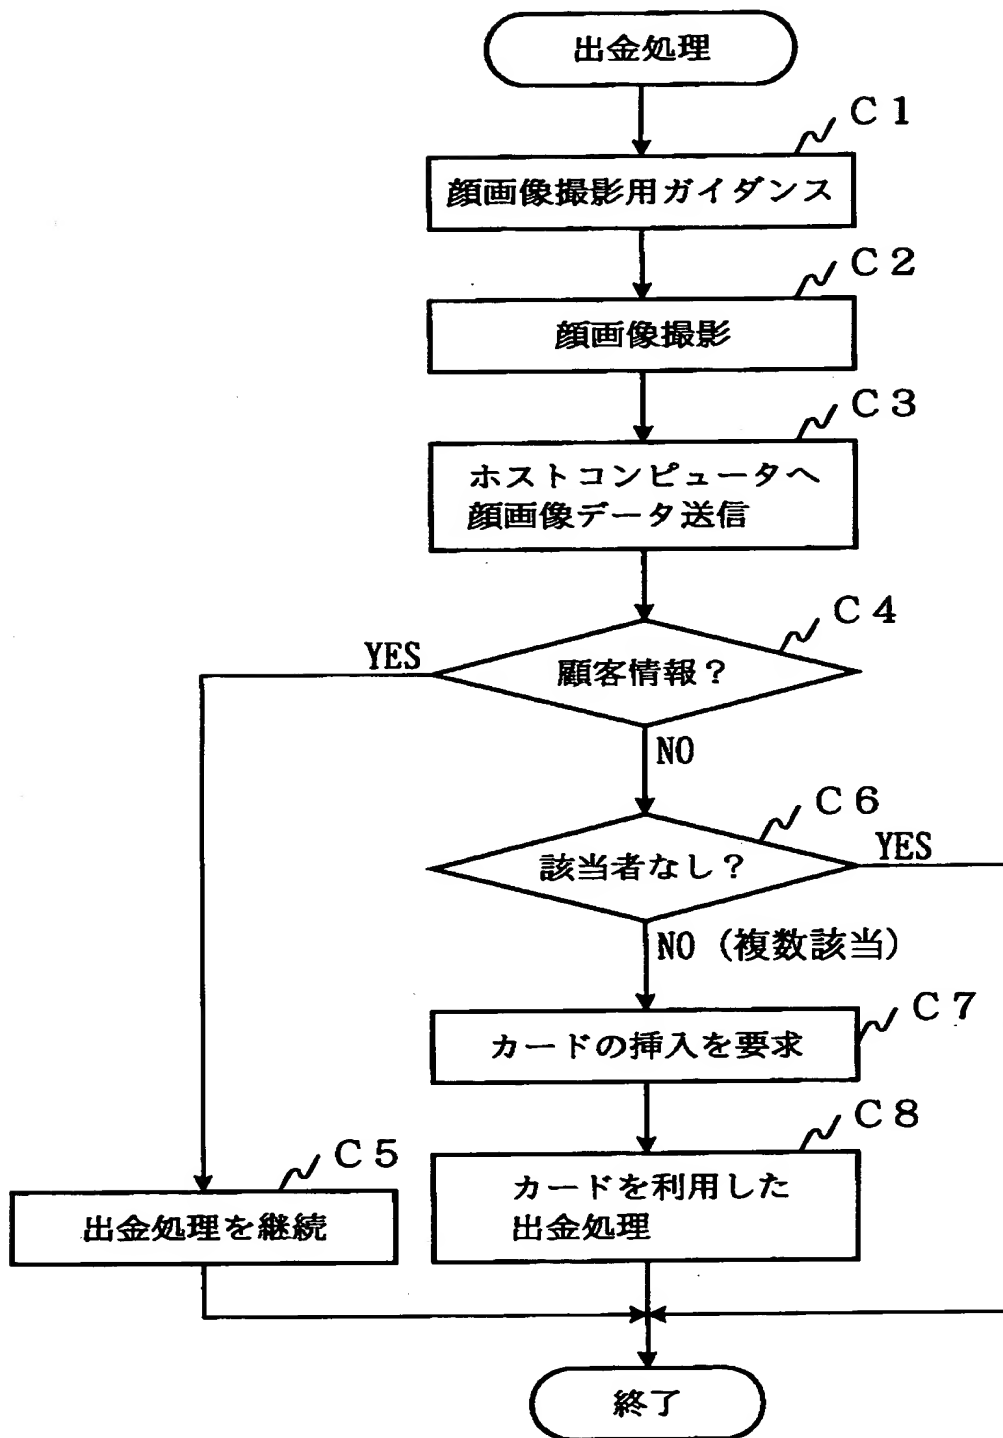 出金処理
C1
顔画像撮影用ガイダンス
C2
顔画像撮影
C3
ホストコンピュータへ
顔画像データ送信
C4
顧客情報？
YES
NO
C6
該当者なし？
YES
NO（複数該当）
C7
カードの挿入を要求
C8
カードを利用した
出金処理
C5
出金処理を継続
終了